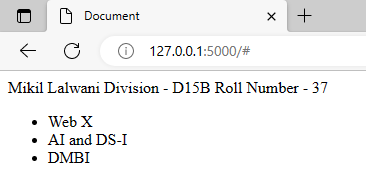 Document
127.0.0.1:5000/#
Mikil Lalwani Division - D15B Roll Number - 37
Web X
AI and DS-I
DMBI